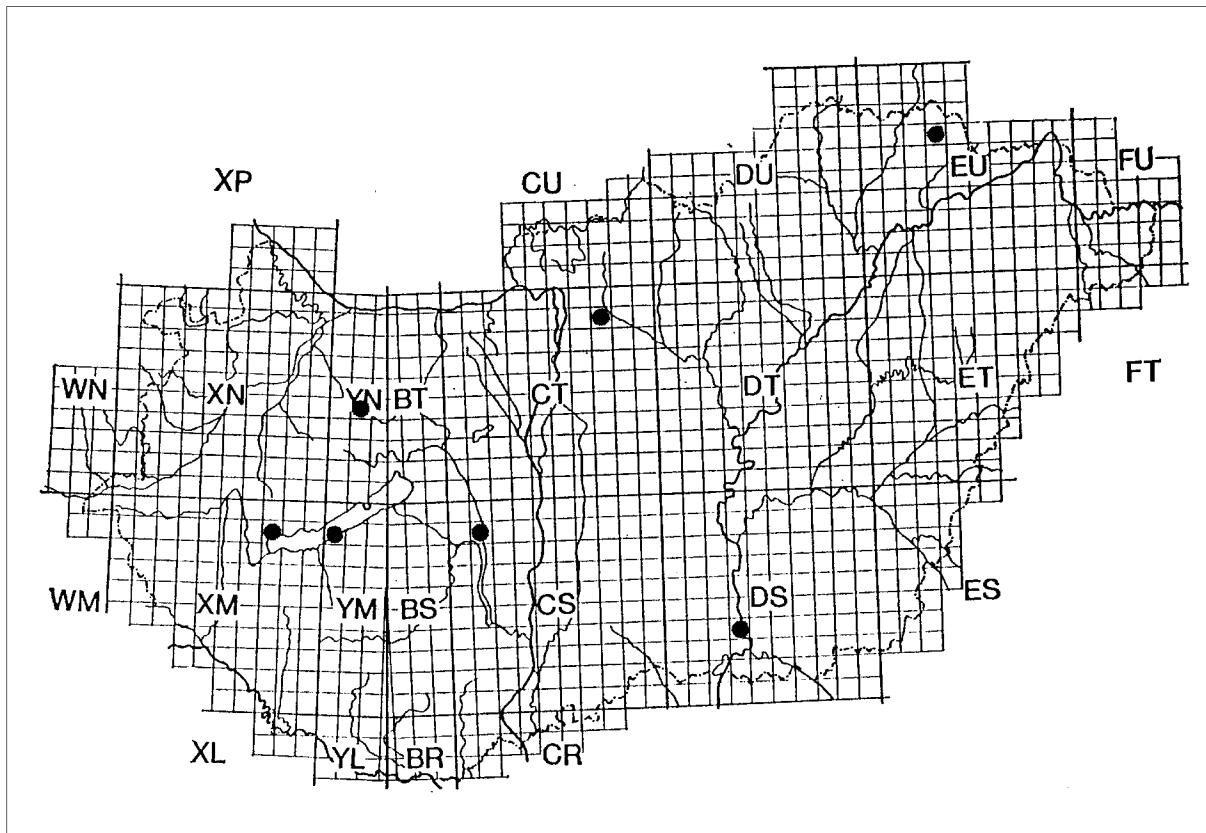 XP CU DU EU FU
WN XN YN BT CT DT ET FT
WM XM YM BS CS DS ES
XL YL BR CR